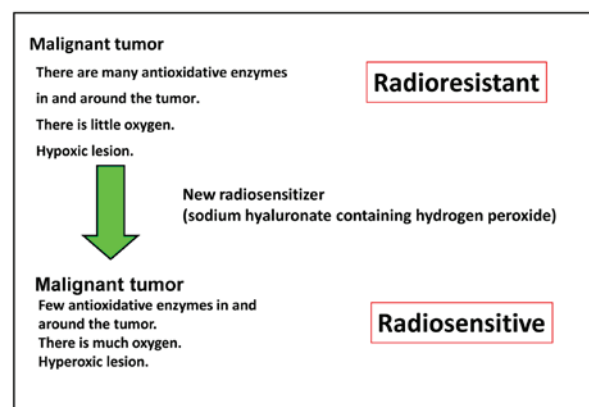 Malignant tumor
There are many antioxidative enzymes
in and around the tumor.
There is little oxygen.
Hypoxic lesion.
Radioresistant
New radiosensitizer
(sodium hyaluronate containing hydrogen peroxide)
Malignant tumor
Few antioxidative enzymes in and
around the tumor.
There is much oxygen.
Hyperoxic lesion.
Radiosensitive